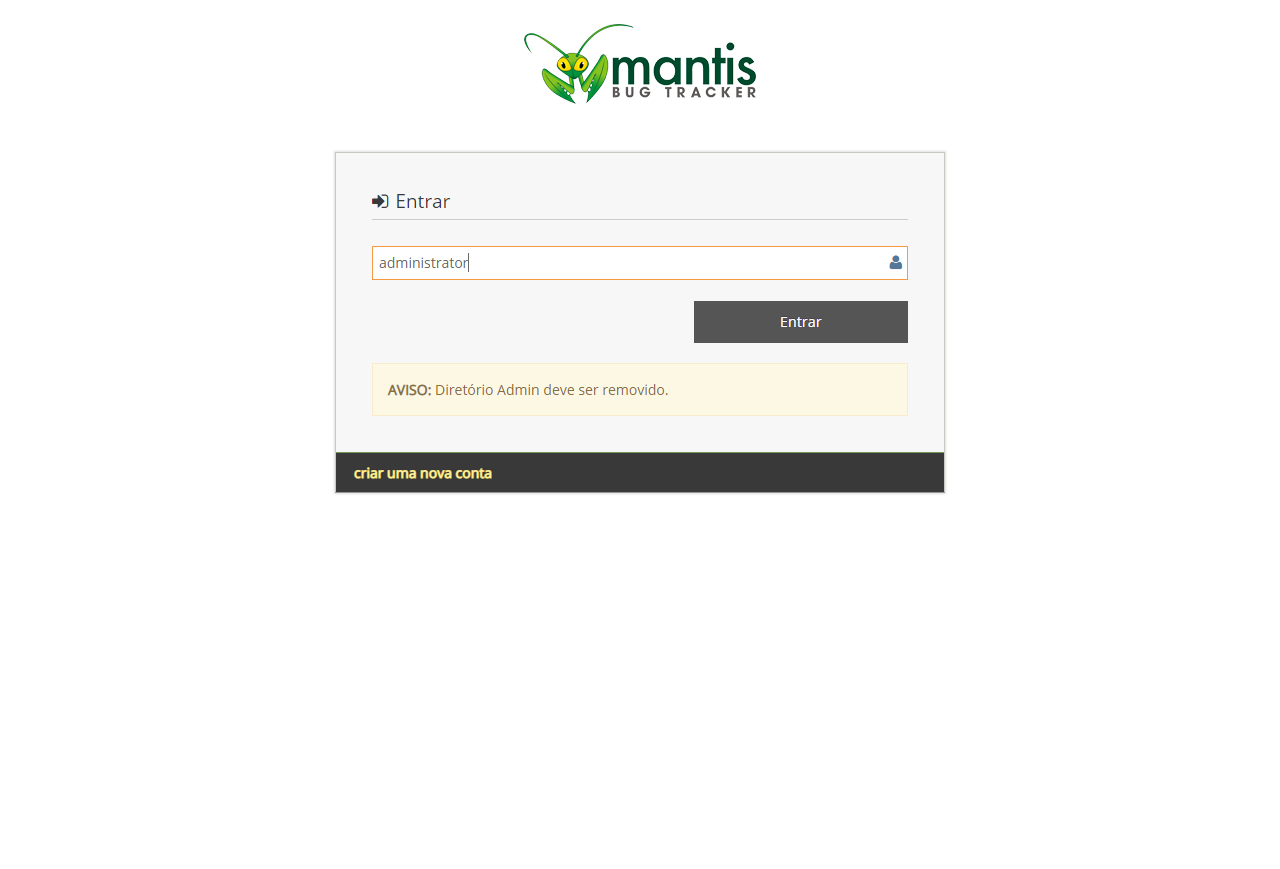 mantis
BUG TRACKER
Entrar
administrator
Entrar
AVISO: Diretório Admin deve ser removido.
criar uma nova conta